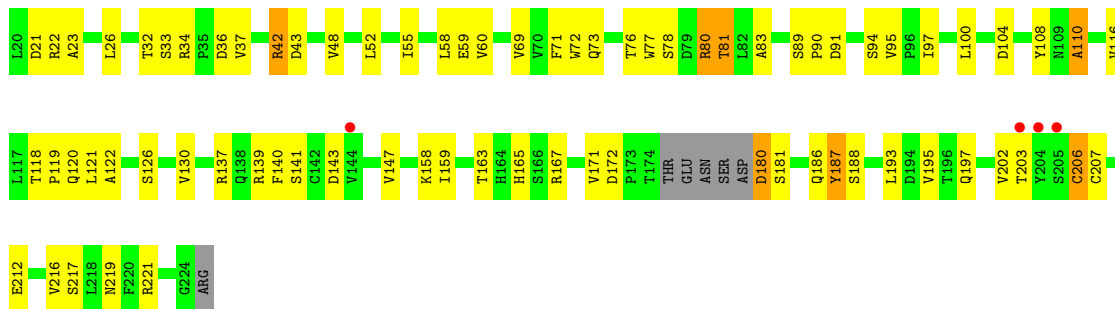 L20 D21 R22 A23 L26 T32 S33 R34 P35 D36 V37 R42 D43 V48 L52 I55 L58 E59 V60 V69 V70 F71 W72 Q73 T76 W77 S78 D79 R80 T81 L82 A83 S89 P90 D91 S94 V95 P96 I97 L100 D104 Y108 N109 A110
L117 T118 P119 Q120 L121 A122 S126 V130 R137 Q138 R139 F140 S141 C142 D143 V144 V147 K158 I159 T163 H164 H165 S166 R167 V171 D172 P173 T174 THR GLU ASN SER ASP D180 S181 Q186 Y187 S188 L193 D194 V195 T196 Q197 V202 T203 Y204 S205 C206 C207
E212 V216 S217 L218 N219 F220 R221 G224 ARG